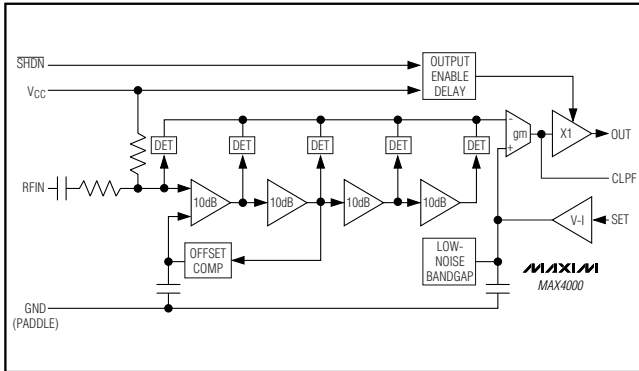 SHDN
VCC
OUTPUT
ENABLE
DELAY
DET
DET
DET
DET
DET
-
gm
+
X1
OUT
CLPF
RFIN
10dB
10dB
10dB
10dB
V-I
SET
OFFSET
COMP
LOW-
NOISE
BANDGAP
MAXIM
MAX4000
GND
(PADDLE)